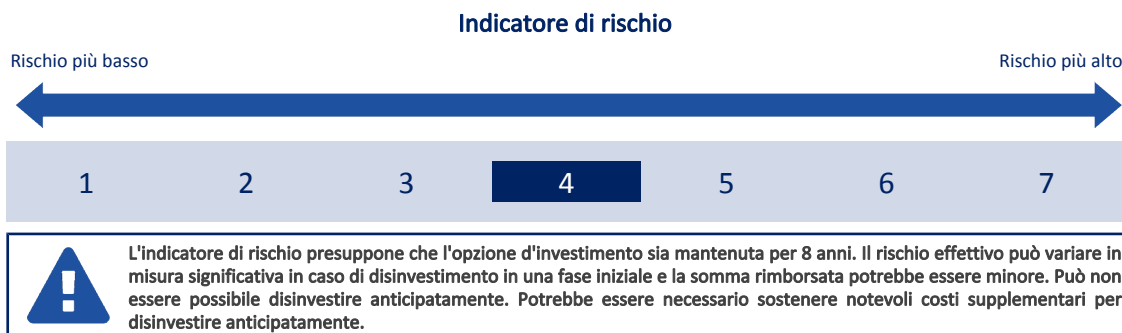 Indicatore di rischio
Rischio più basso
Rischio più alto
1 2 3 4 5 6 7
L'indicatore di rischio presuppone che l'opzione d'investimento sia mantenuta per 8 anni. Il rischio effettivo può variare in
misura significativa in caso di disinvestimento in una fase iniziale e la somma rimborsata potrebbe essere minore. Può non
essere possibile disinvestire anticipatamente. Potrebbe essere necessario sostenere notevoli costi supplementari per
disinvestire anticipatamente.